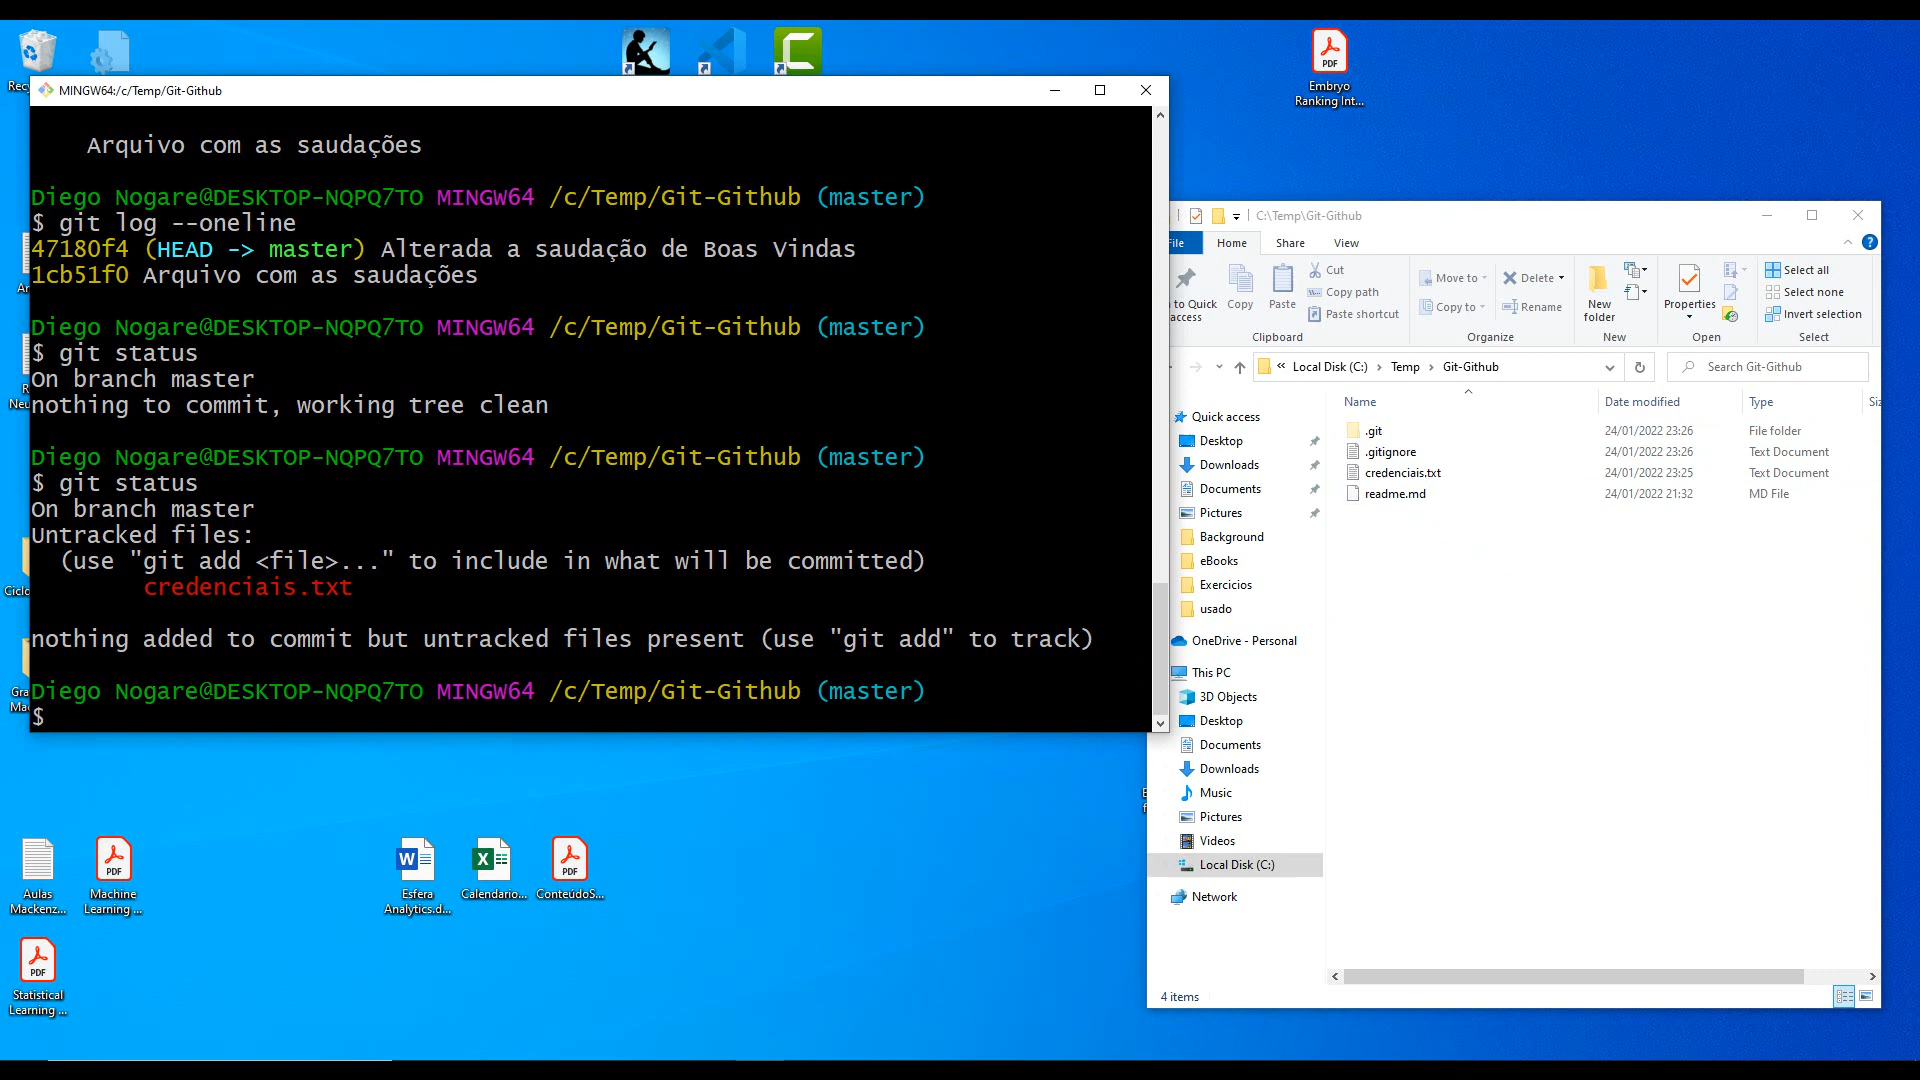 MINGW64:/c/Temp/Git-Github
Arquivo com as saudações
Diego Nogare@DESKTOP-NQPQ7TO MINGW64 /c/Temp/Git-Github (master)
$ git log --oneline
47180f4 (HEAD -> master) Alterada a saudação de Boas Vindas
1cb51f0 Arquivo com as saudações
Diego Nogare@DESKTOP-NQPQ7TO MINGW64 /c/Temp/Git-Github (master)
$ git status
On branch master
nothing to commit, working tree clean
Diego Nogare@DESKTOP-NQPQ7TO MINGW64 /c/Temp/Git-Github (master)
$ git status
On branch master
Untracked files:
(use "git add <file>..." to include in what will be committed)
credenciais.txt
nothing added to commit but untracked files present (use "git add" to track)
Diego Nogare@DESKTOP-NQPQ7TO MINGW64 /c/Temp/Git-Github (master)
$
PDF
Embryo
Ranking Int...
C:\Temp\Git-Github
File Home Share View
to Quick access
Copy
Paste
Cut
Copy path
Paste shortcut
Clipboard
Move to
Copy to
Delete
Rename
Organize
New folder
New
Properties
Open
Select all
Select none
Invert selection
Select
« Local Disk (C:) › Temp › Git-Github
Search Git-Github
Name Date modified Type
.git 24/01/2022 23:26 File folder
.gitignore 24/01/2022 23:26 Text Document
credenciais.txt 24/01/2022 23:25 Text Document
readme.md 24/01/2022 21:32 MD File
Quick access
Desktop
Downloads
Documents
Pictures
Background
eBooks
Exercicios
usado
OneDrive - Personal
This PC
3D Objects
Desktop
Documents
Downloads
Music
Pictures
Videos
Local Disk (C:)
Network
4 items
Aulas
Mackenz...
PDF
Machine
Learning ...
Esfera
Analytics.d...
Calendario...
PDF
ConteúdoS...
PDF
Statistical
Learning ...